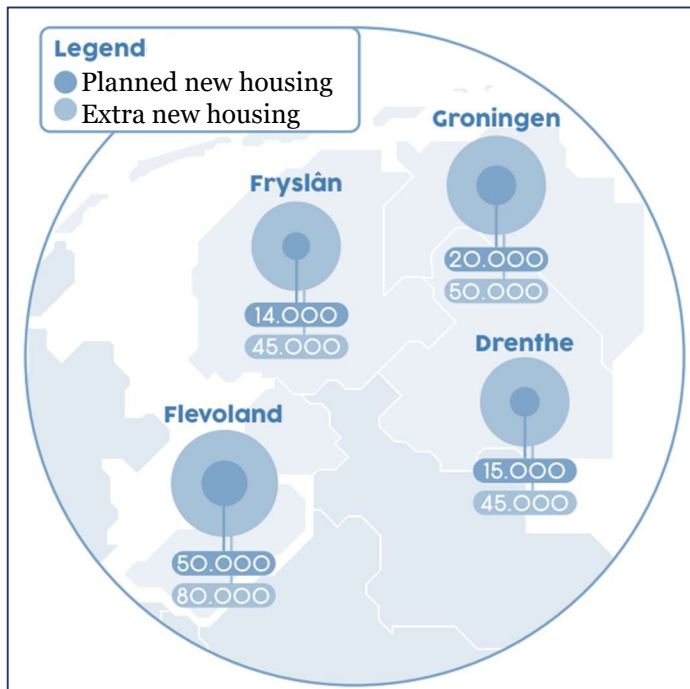 Legend
Planned new housing
Extra new housing
Groningen
20.000
50.000
Fryslân
14.000
45.000
Drenthe
15.000
45.000
Flevoland
50.000
80.000